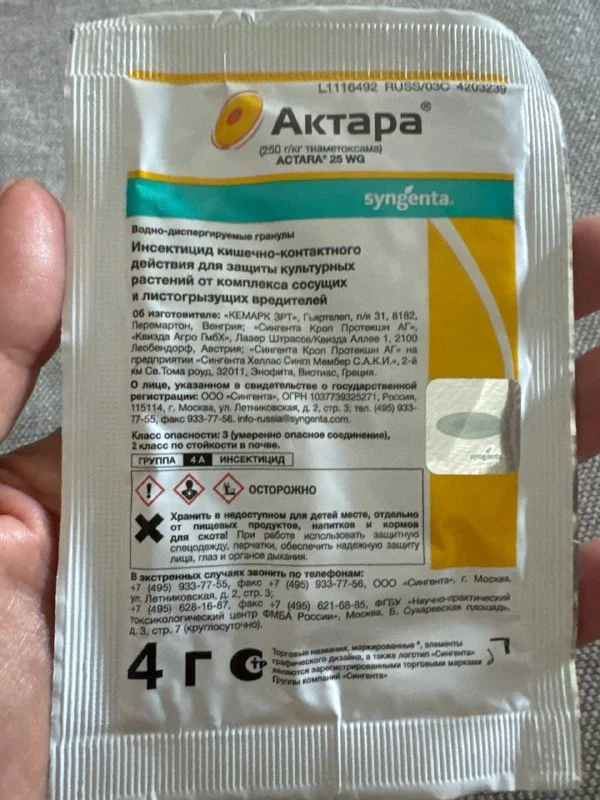 L1116492 RUSS/03C 4203239
Актара®
(250 г/кг тиаметоксама)
ACTARA® 25 WG
syngenta®
Водно-диспергируемые гранулы
Инсектицид кишечно-контактного
действия для защиты культурных
растений от комплекса сосущих
и листогрызущих вредителей
Об изготовителе: «КЕМАРК ЗРТ», Гьяртелеп, п/я 31, 8182,
Перемартон, Венгрия; «Сингента Кроп Протекшн АГ»,
«Квизда Агро ГмбХ», Лааер Штрассе/Квизда Аллее 1, 2100
Леобендорф, Австрия; «Сингента Кроп Протекшн АГ» на
предприятии «Сингента Хеллас Сингл Мембер С.А.К.И.», 2-й
км Св.Тома роуд, 32011, Энофита, Виотиас, Греция.
О лице, указанном в свидетельстве о государственной
регистрации: ООО «Сингента», ОГРН 1037739325271, Россия,
115114, г. Москва, ул. Летниковская, д. 2, стр. 3; тел. (495) 933-
77-55, факс 933-77-56. info-russia@syngenta.com.
Класс опасности: 3 (умеренно опасное соединение),
2 класс по стойкости в почве.
ГРУППА 4 A ИНСЕКТИЦИД
syngenta
ОСТОРОЖНО
Хранить в недоступном для детей месте, отдельно
от пищевых продуктов, напитков и кормов
для скота! При работе использовать защитную
спецодежду, перчатки, обеспечить надежную защиту
лица, глаз и органов дыхания.
В экстренных случаях звонить по телефонам:
+7 (495) 933-77-55, факс +7 (495) 933-77-56, ООО «Сингента», г. Москва,
ул. Летниковская, д. 2, стр. 3;
+7 (495) 628-16-87, факс +7 (495) 621-68-85, ФГБУ «Научно-практический
токсикологический центр ФМБА России», Москва, Б. Сухаревская площадь,
д. 3, стр. 7 (круглосуточно).
4 г
Торговые названия, маркированные ®, элементы
графического дизайна, а также логотип «Сингента»
являются зарегистрированными торговыми марками
Группы компаний «Сингента»